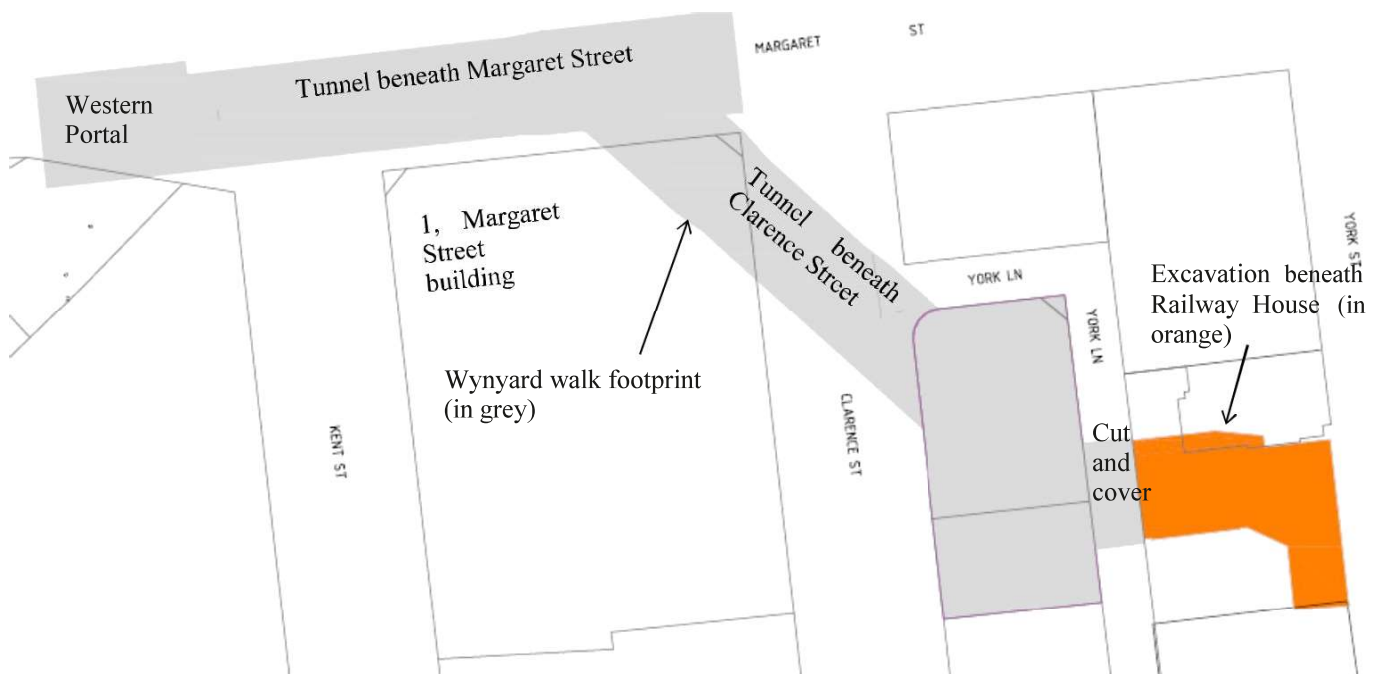 MARGARET ST
Tunnel beneath Margaret Street
Western
Portal
Tunnel beneath
Clarence Street
1, Margaret
Street
building
YORK ST
YORK LN
Excavation beneath
Railway House (in
orange)
YORK LN
Wynyard walk footprint
(in grey)
KENT ST
CLARENCE ST
Cut
and
cover